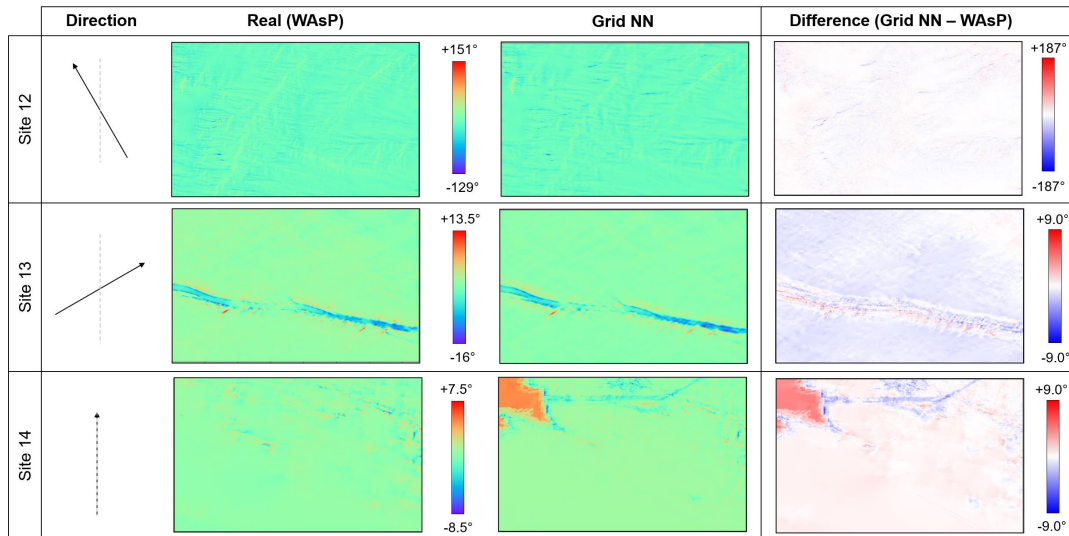 Direction
Real (WAsP)
Grid NN
Difference (Grid NN – WAsP)
Site 12
+151°
-129°
+187°
-187°
Site 13
+13.5°
-16°
+9.0°
-9.0°
Site 14
+7.5°
-8.5°
+9.0°
-9.0°